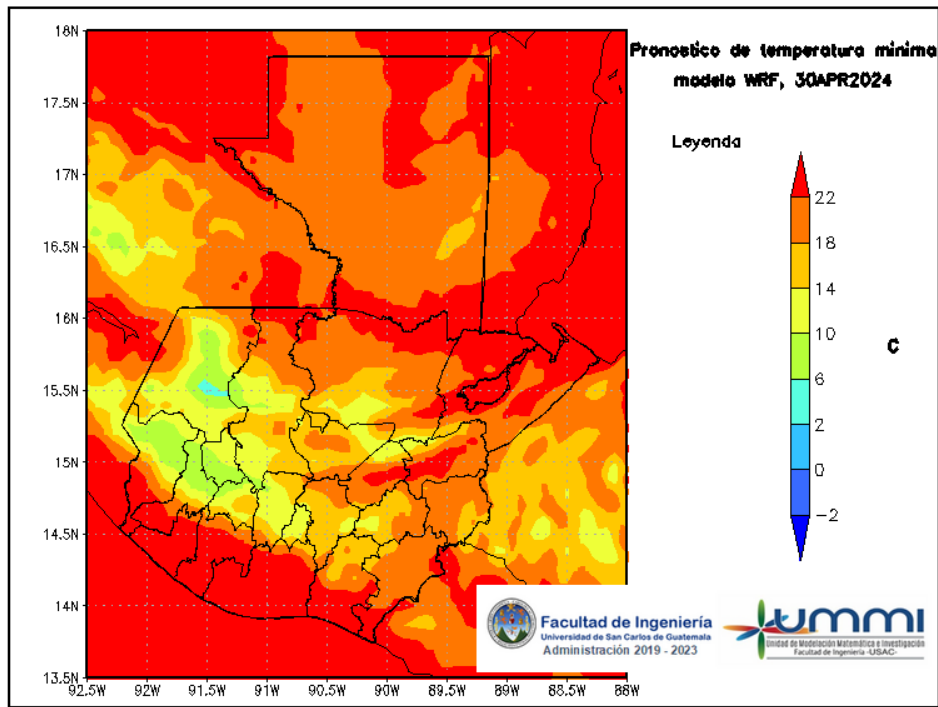 Pronostico de temperatura minima
modelo WRF, 30APR2024
Leyenda
22
18
14
10
6
2
0
−2
C
18N
17.5N
17N
16.5N
16N
15.5N
15N
14.5N
14N
13.5N
92.5W 92W 91.5W 91W 90.5W 90W 89.5W 89W 88.5W 88W
Facultad de Ingeniería
Universidad de San Carlos de Guatemala
Administración 2019 - 2023
ummi
Unidad de Modelación Matemática e Investigación
Facultad de Ingeniería -USAC-